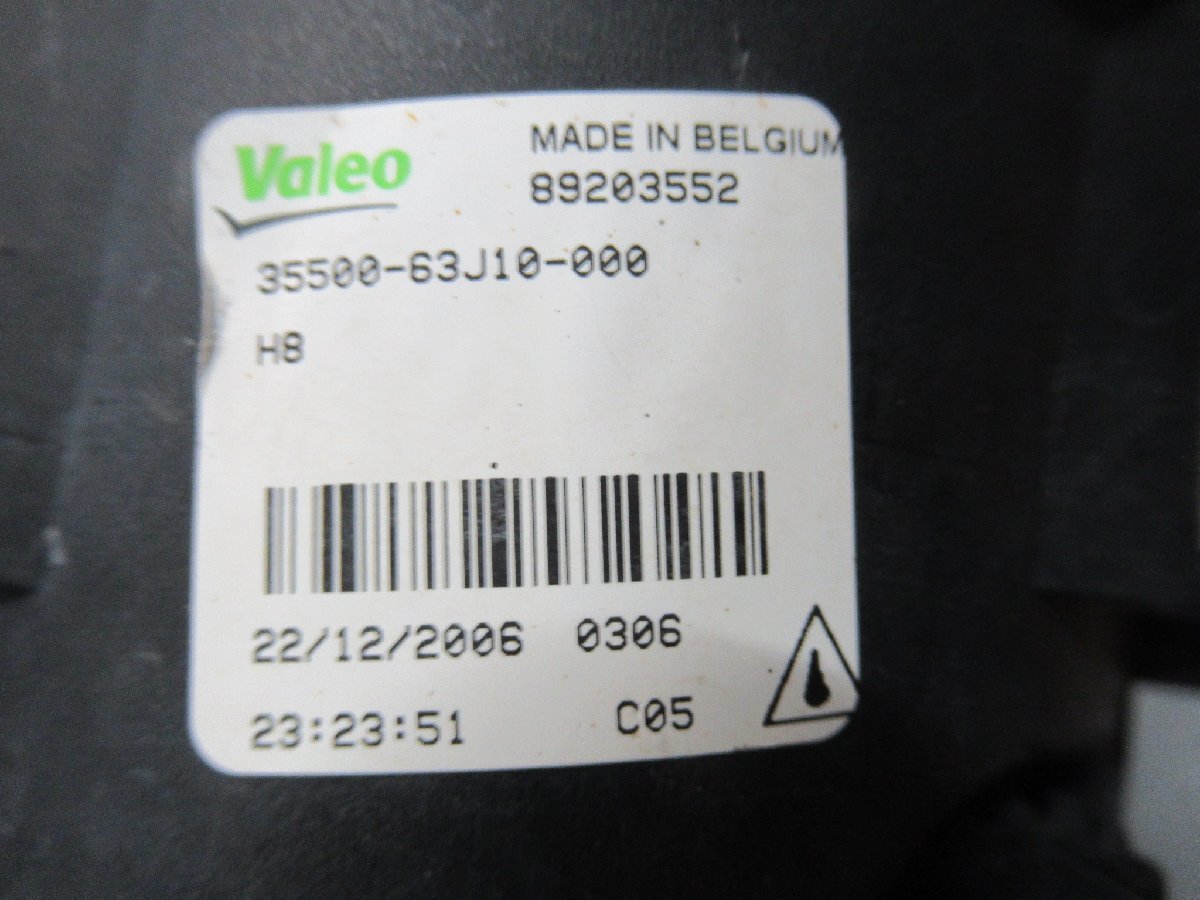 Valeo
MADE IN BELGIUM
89203552
35500-63J10-000
H8
22/12/2006 0306
23:23:51 C05